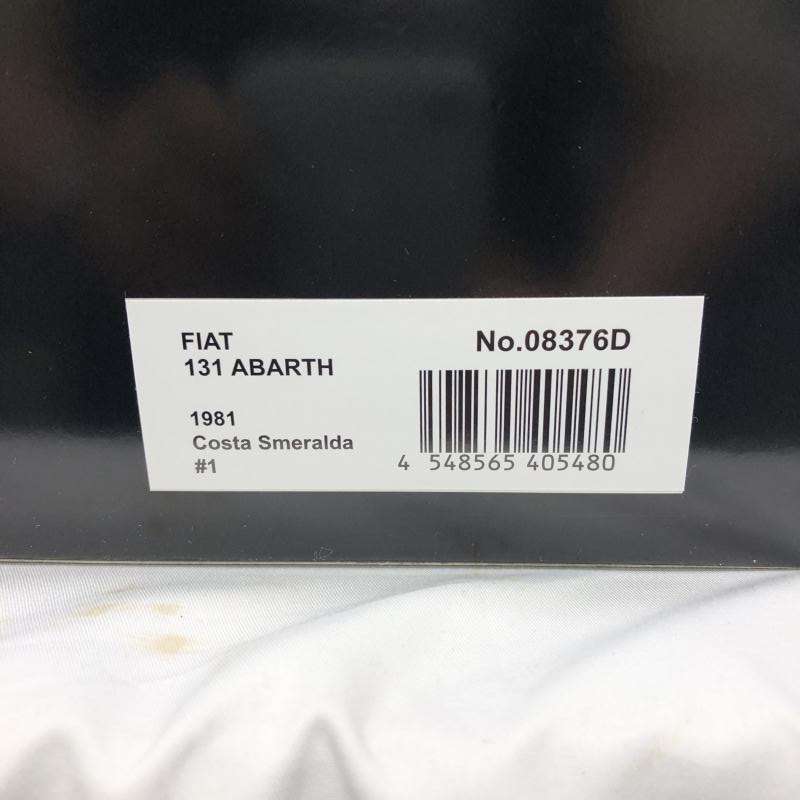 FIAT
131 ABARTH
1981
Costa Smeralda
#1
No.08376D
4 548565 405480